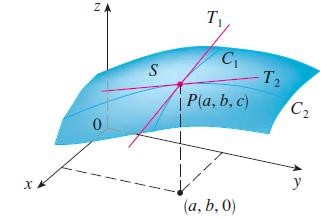 z
T₁
C₁
S
T₂
P(a, b, c)
C₂
0
x
y
(a, b, 0)